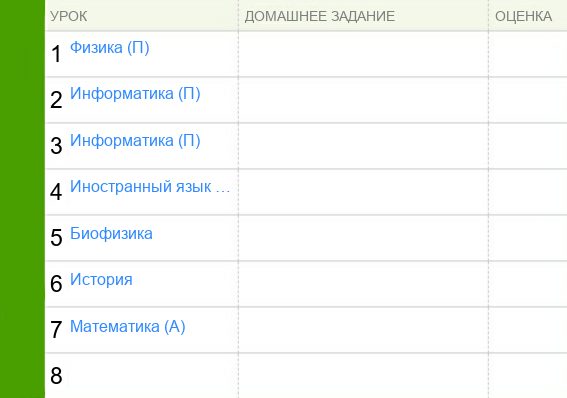 УРОК ДОМАШНЕЕ ЗАДАНИЕ ОЦЕНКА
1 Физика (П)
2 Информатика (П)
3 Информатика (П)
4 Иностранный язык ...
5 Биофизика
6 История
7 Математика (А)
8